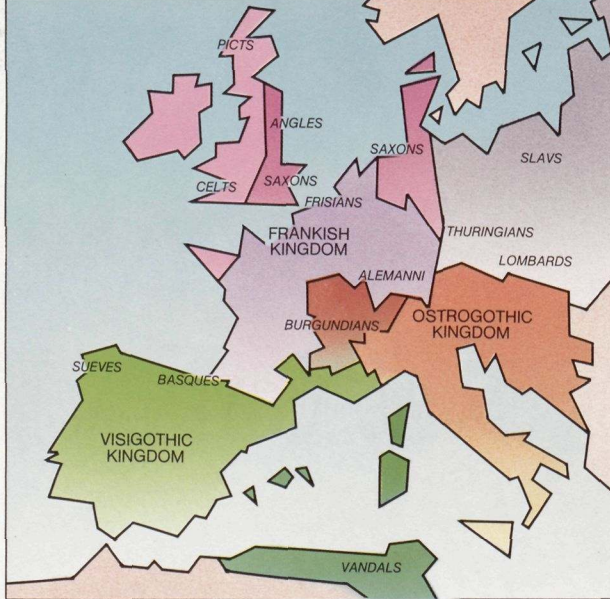 PICTS
ANGLES
SAXONS
SLAVS
CELTS
SAXONS
FRISIANS
FRANKISH
KINGDOM
THURINGIANS
LOMBARDS
ALEMANNI
BURGUNDIANS
OSTROGOTHIC
KINGDOM
SUEVES
BASQUES
VISIGOTHIC
KINGDOM
VANDALS